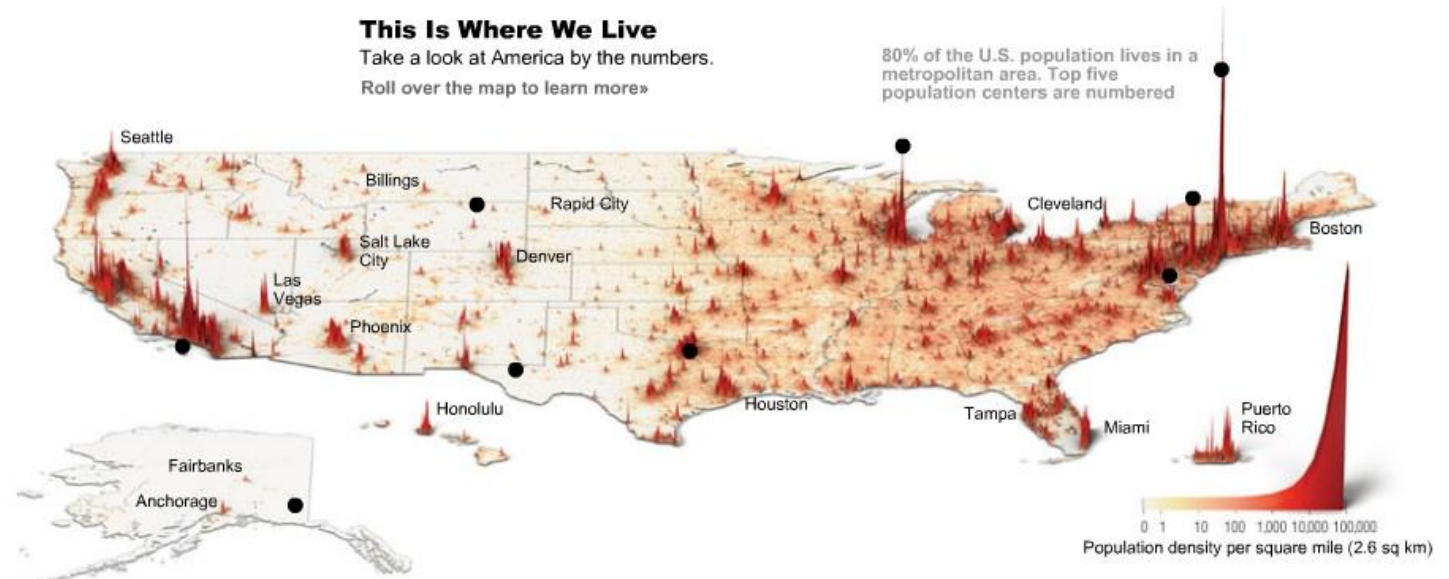 This Is Where We Live
Take a look at America by the numbers.
Roll over the map to learn more»
80% of the U.S. population lives in a
metropolitan area. Top five
population centers are numbered
Seattle
Billings
Rapid City
Cleveland
Boston
Salt Lake
City
Denver
Las
Vegas
Phoenix
Honolulu
Houston
Tampa
Miami
Puerto
Rico
Fairbanks
Anchorage
0 1 10 100 1,000 10,000 100,000
Population density per square mile (2.6 sq km)